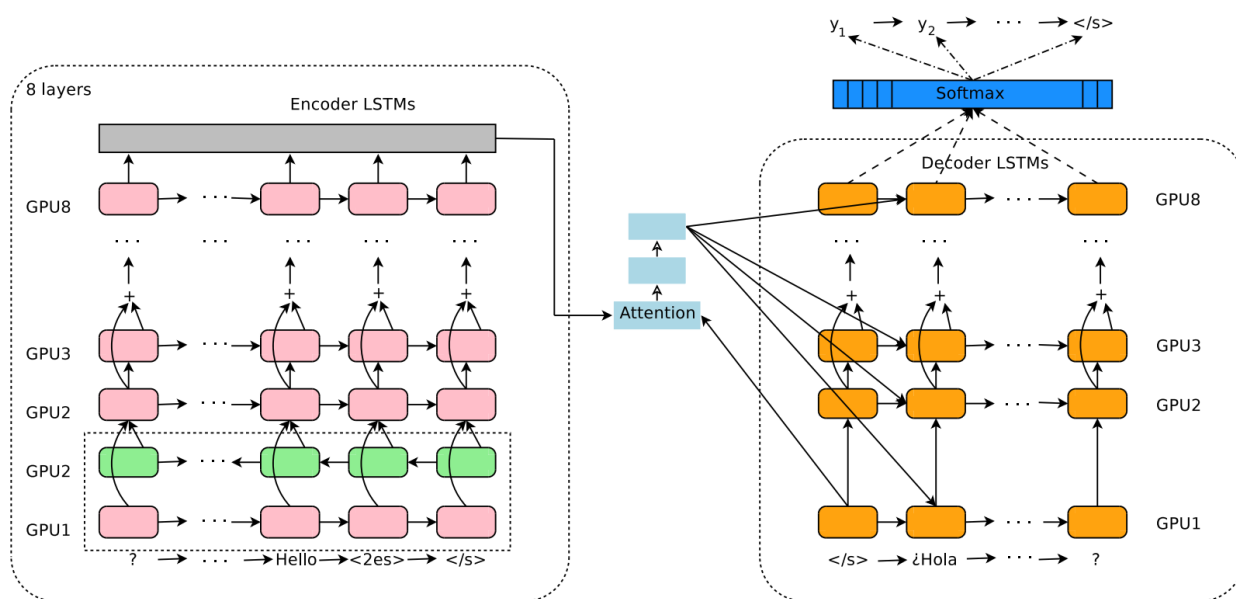 y1 y2 . . . </s>
8 layers
Encoder LSTMs
Softmax
Decoder LSTMs
GPU8 . . . . . . GPU8
. . . . . . . . . . . . . . . . . . . . . . . . . . .
+ + + + + + +
Attention
GPU3 . . . . . . GPU3
GPU2 . . . . . . GPU2
GPU2 . . .
GPU1 . . . . . . GPU1
? . . . Hello <2es> </s> </s> ¿Hola . . . ?